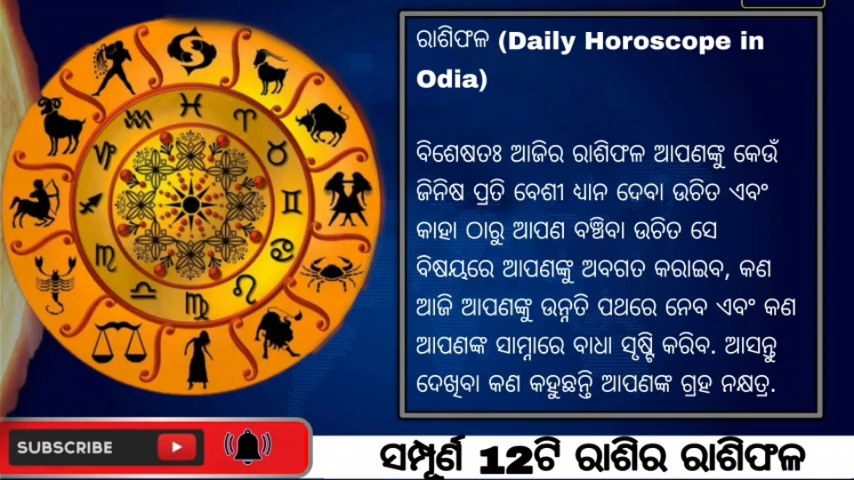 ରାଶିଫଳ (Daily Horoscope in
Odia)
ବିଶେଷତଃ ଆଜିର ରାଶିଫଳ ଆପଣଙ୍କୁ କେଉଁ
ଜିନିଷ ପ୍ରତି ବେଶୀ ଧ୍ୟାନ ଦେବା ଉଚିତ ଏବଂ
କାହା ଠାରୁ ଆପଣ ବଞ୍ଚିବା ଉଚିତ ସେ
ବିଷୟରେ ଆପଣଙ୍କୁ ଅବଗତ କରାଇବ, କଣ
ଆଜି ଆପଣଙ୍କୁ ଉନ୍ନତି ପଥରେ ନେବ ଏବଂ କଣ
ଆପଣଙ୍କ ସାମ୍ନାରେ ବାଧା ସୃଷ୍ଟି କରିବ. ଆସନ୍ତୁ
ଦେଖିବା କଣ କହୁଛନ୍ତି ଆପଣଙ୍କ ଗ୍ରହ ନକ୍ଷତ୍ର.
SUBSCRIBE
ସମ୍ପୂର୍ଣ 12ଟି ରାଶିର ରାଶିଫଳ